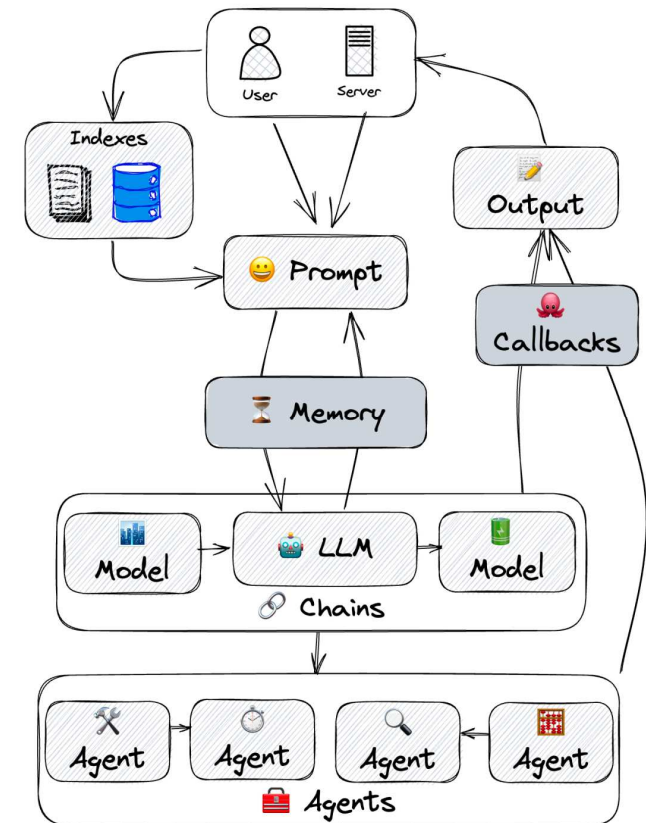 User
Server
Indexes
Output
Prompt
Callbacks
Memory
Model
LLM
Model
Chains
Agent
Agent
Agent
Agent
Agents